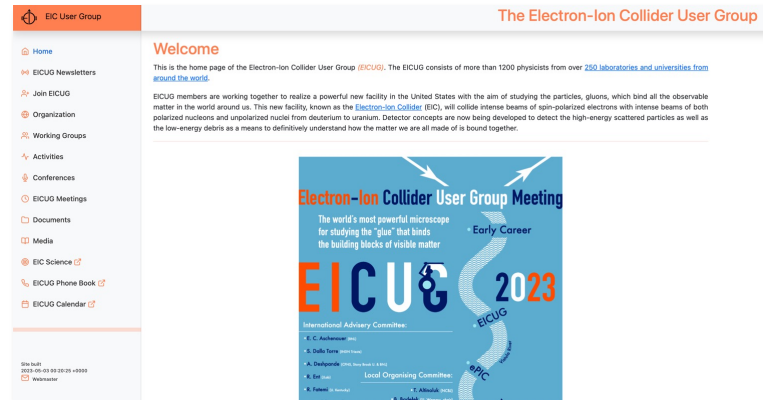 EIC User Group
The Electron-Ion Collider User Group
Home
EICUG Newsletters
Join EICUG
Organization
Working Groups
Activities
Conferences
EICUG Meetings
Documents
Media
EIC Science
EICUG Phone Book
EICUG Calendar
Site built
2023-05-03 00:20:25 +0000
Webmaster
Welcome
This is the home page of the Electron-Ion Collider User Group (EICUG). The EICUG consists of more than 1200 physicists from over 250 laboratories and universities from
around the world.
EICUG members are working together to realize a powerful new facility in the United States with the aim of studying the particles, gluons, which bind all the observable
matter in the world around us. This new facility, known as the Electron-Ion Collider (EIC), will collide intense beams of spin-polarized electrons with intense beams of both
polarized nucleons and unpolarized nuclei from deuterium to uranium. Detector concepts are now being developed to detect the high-energy scattered particles as well as
the low-energy debris as a means to definitively understand how the matter we are all made of is bound together.
Electron-Ion Collider User Group Meeting
The world's most powerful microscope
for studying the "glue" that binds
the building blocks of visible matter
Early Career
EICUG
2023
EICUG
ePIC
International Advisery Committee:
E. C. Aschenauer (BNL)
S. Dalla Torre (INFN Trieste)
A. Deshpande
R. Ent
R. Fatemi
Local Organising Committee:
T. Altinoluk (NCBJ)